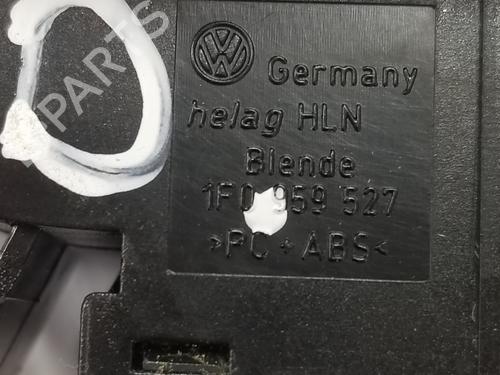 PARTS
VW Germany
helag HLN
Blende
1F0 959 527
>PC + ABS<